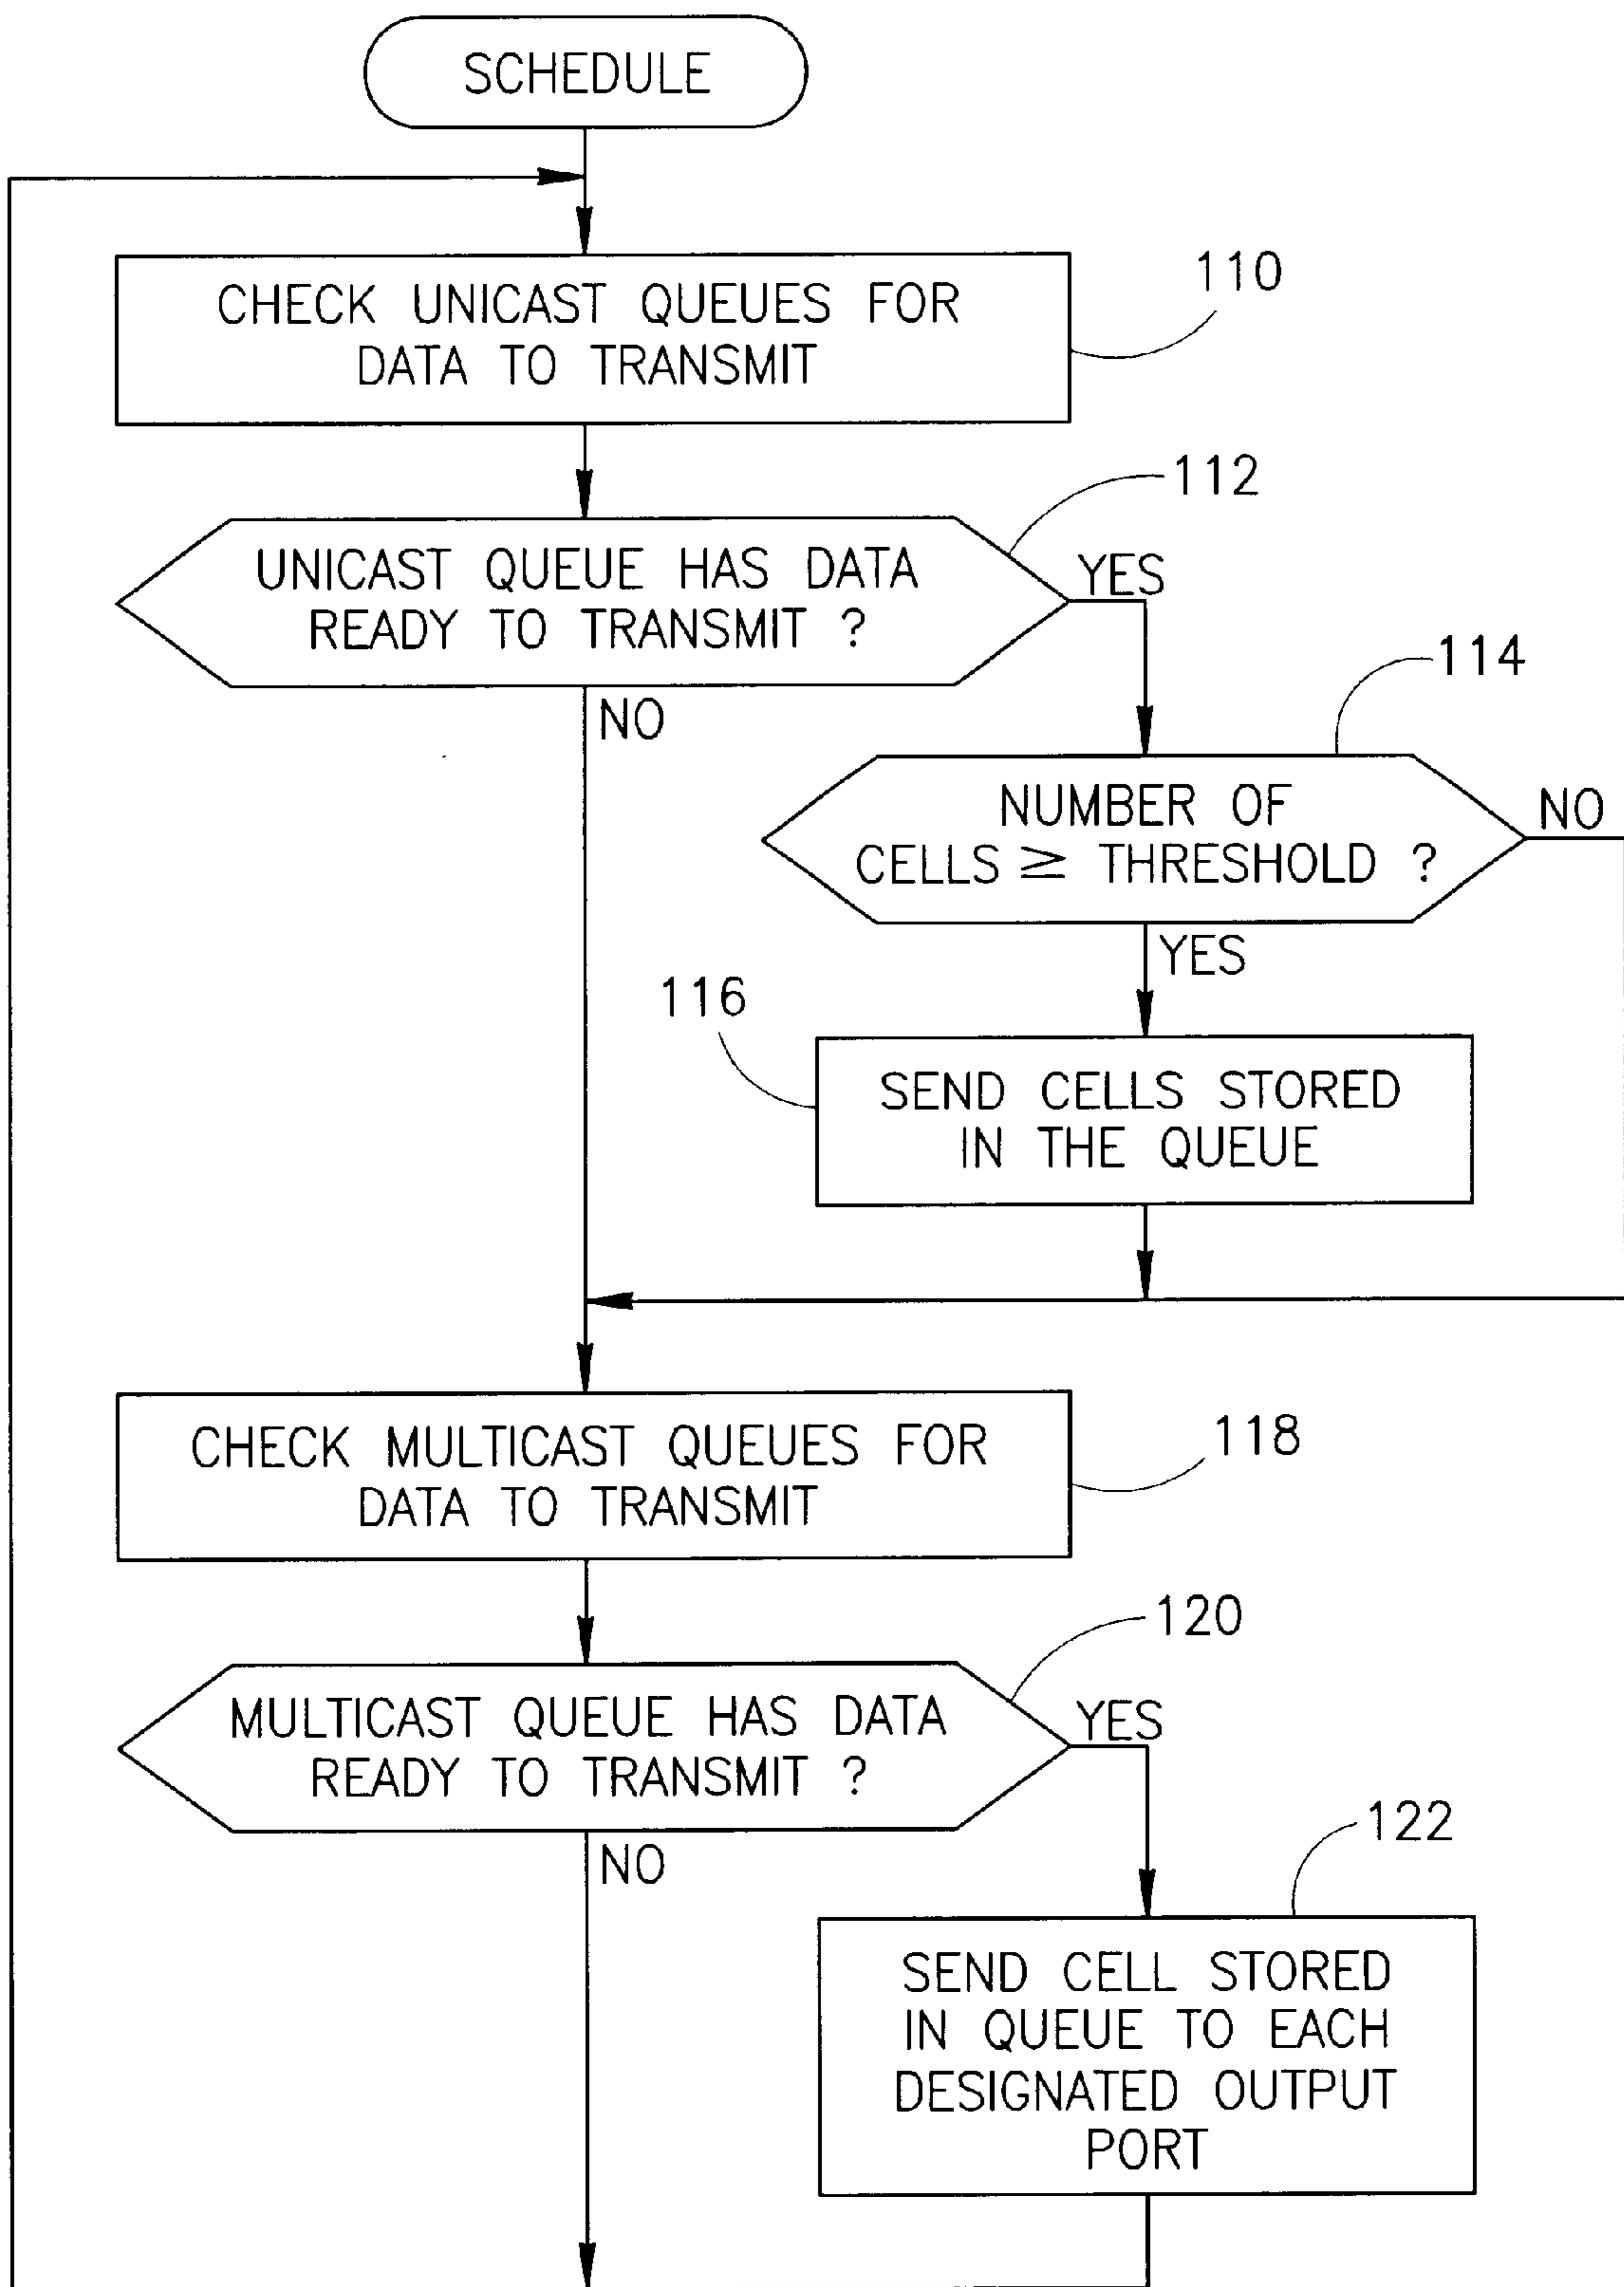 SCHEDULE
CHECK UNICAST QUEUES FOR
DATA TO TRANSMIT
110
UNICAST QUEUE HAS DATA
READY TO TRANSMIT ?
112
YES
NO
114
NUMBER OF
CELLS ≥ THRESHOLD ?
NO
YES
116
SEND CELLS STORED
IN THE QUEUE
CHECK MULTICAST QUEUES FOR
DATA TO TRANSMIT
118
120
MULTICAST QUEUE HAS DATA
READY TO TRANSMIT ?
YES
NO
122
SEND CELL STORED
IN QUEUE TO EACH
DESIGNATED OUTPUT
PORT